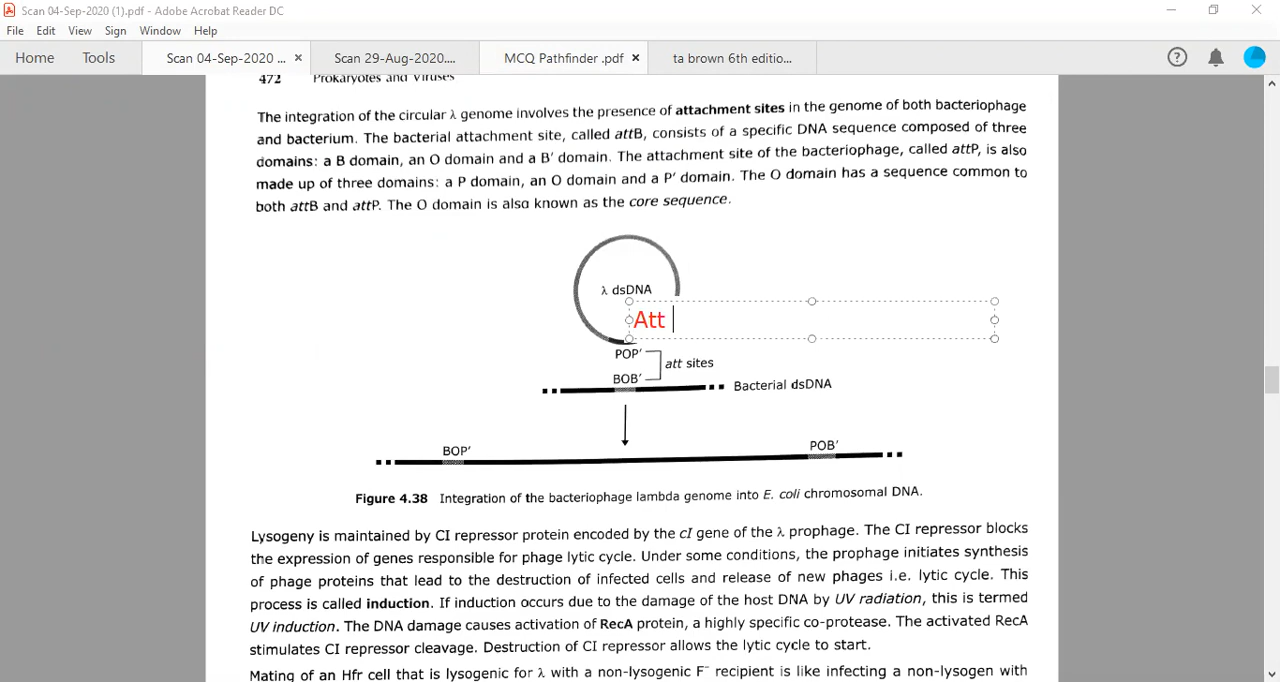 Scan 04-Sep-2020 (1).pdf - Adobe Acrobat Reader DC
File Edit View Sign Window Help
Home Tools Scan 04-Sep-2020 ... × Scan 29-Aug-2020.... MCQ Pathfinder .pdf × ta brown 6th editio...
472 Prokaryotes and Viruses
The integration of the circular λ genome involves the presence of attachment sites in the genome of both bacteriophage
and bacterium. The bacterial attachment site, called attB, consists of a specific DNA sequence composed of three
domains: a B domain, an O domain and a B′ domain. The attachment site of the bacteriophage, called attP, is also
made up of three domains: a P domain, an O domain and a P′ domain. The O domain has a sequence common to
both attB and attP. The O domain is also known as the core sequence.
λ dsDNA
Att
POP′
att sites
BOB′
Bacterial dsDNA
BOP′ POB′
Figure 4.38 Integration of the bacteriophage lambda genome into E. coli chromosomal DNA.
Lysogeny is maintained by CI repressor protein encoded by the cI gene of the λ prophage. The CI repressor blocks
the expression of genes responsible for phage lytic cycle. Under some conditions, the prophage initiates synthesis
of phage proteins that lead to the destruction of infected cells and release of new phages i.e. lytic cycle. This
process is called induction. If induction occurs due to the damage of the host DNA by UV radiation, this is termed
UV induction. The DNA damage causes activation of RecA protein, a highly specific co-protease. The activated RecA
stimulates CI repressor cleavage. Destruction of CI repressor allows the lytic cycle to start.
Mating of an Hfr cell that is lysogenic for λ with a non-lysogenic F⁻ recipient is like infecting a non-lysogen with